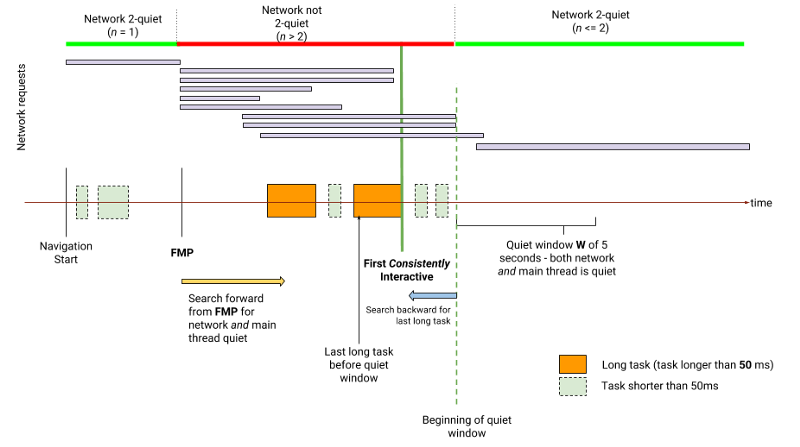 Network 2-quiet
(n = 1)
Network not
2-quiet
(n > 2)
Network 2-quiet
(n <= 2)
Network requests
time
Navigation
Start
FMP
First Consistently
Interactive
Quiet window W of 5
seconds - both network
and main thread is quiet
Search forward
from FMP for
network and main
thread quiet
Search backward for
last long task
Last long task
before quiet
window
Long task (task longer than 50 ms)
Task shorter than 50ms
Beginning of quiet
window